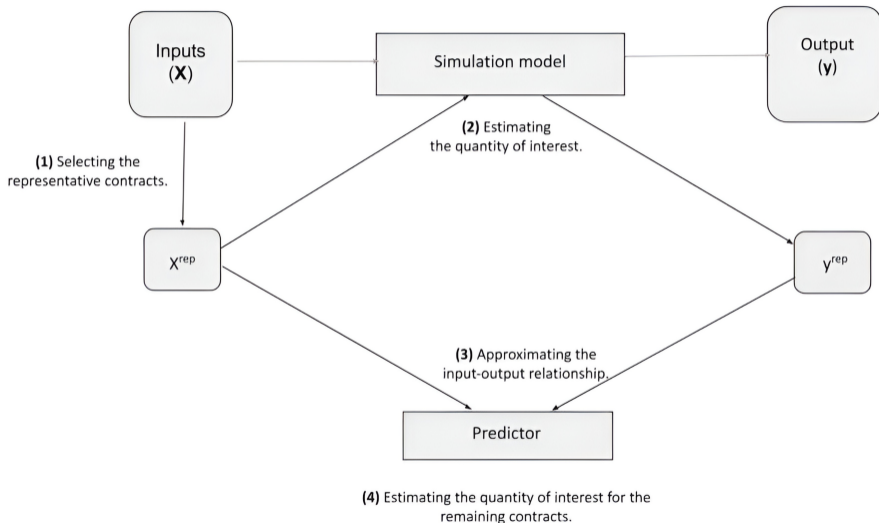 Inputs
(X)
Simulation model
Output
(y)
(1) Selecting the
representative contracts.
(2) Estimating
the quantity of interest.
X^rep
y^rep
(3) Approximating the
input-output relationship.
Predictor
(4) Estimating the quantity of interest for the
remaining contracts.